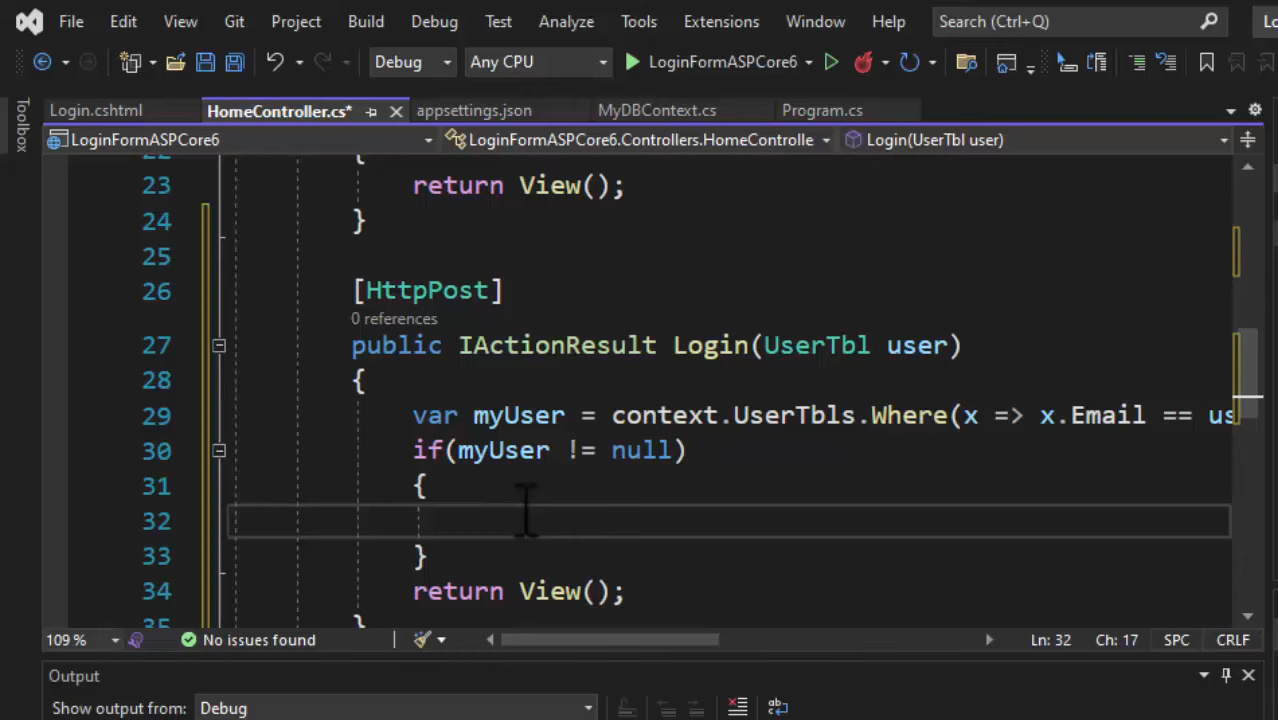 File Edit View Git Project Build Debug Test Analyze Tools Extensions Window Help Search (Ctrl+Q) Lo
Debug Any CPU LoginFormASPCore6
Toolbox
Login.cshtml HomeController.cs* appsettings.json MyDBContext.cs Program.cs
LoginFormASPCore6 LoginFormASPCore6.Controllers.HomeControlle Login(UserTbl user)
22 {
23 return View();
24 }
25
26 [HttpPost]
0 references
27 public IActionResult Login(UserTbl user)
28 {
29 var myUser = context.UserTbls.Where(x => x.Email == us
30 if(myUser != null)
31 {
32
33 }
34 return View();
35 }
109 % No issues found Ln: 32 Ch: 17 SPC CRLF
Output
Show output from: Debug